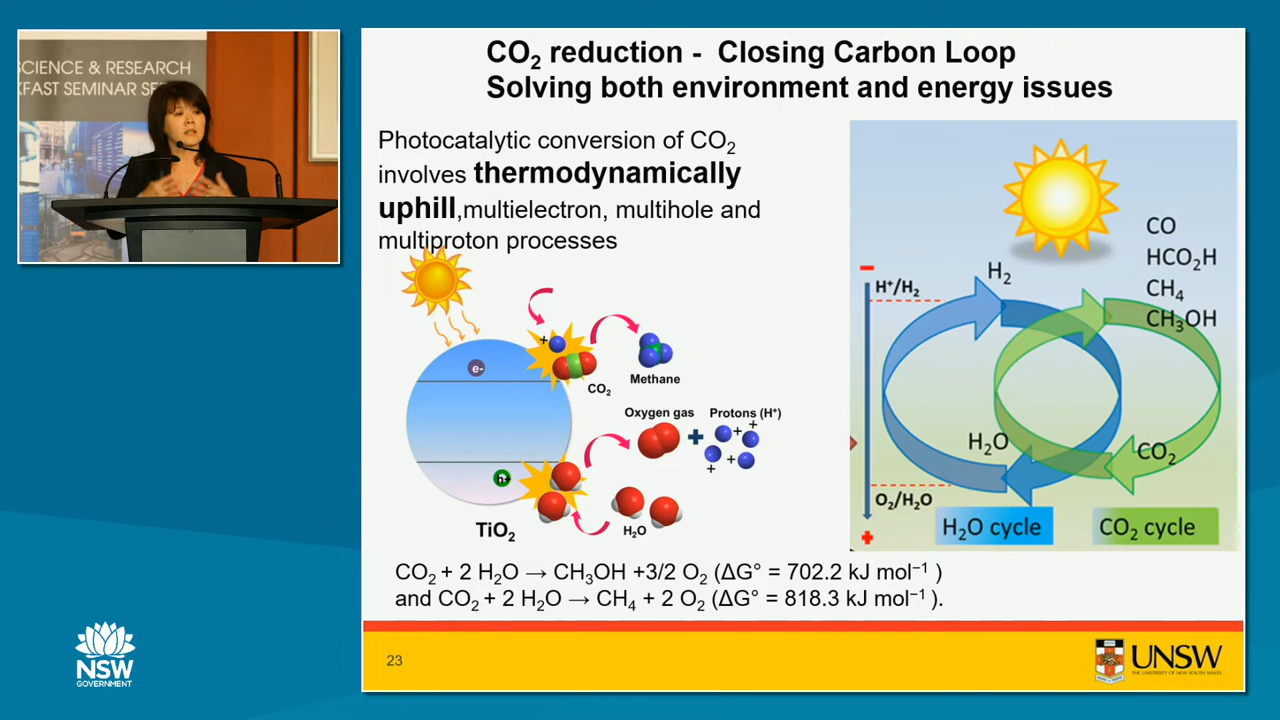 SCIENCE & RESEARCH
KFAST SEMINAR SE
CO₂ reduction - Closing Carbon Loop
Solving both environment and energy issues
Photocatalytic conversion of CO₂
involves thermodynamically
uphill,multielectron, multihole and
multiproton processes
e-
+
CO₂
Methane
Oxygen gas
+
Protons (H⁺)
+
+
+
+
h+
H₂O
TiO₂
CO
HCO₂H
CH₄
CH₃OH
−
H⁺/H₂
H₂
H₂O
CO₂
O₂/H₂O
+
H₂O cycle
CO₂ cycle
CO₂ + 2 H₂O → CH₃OH +3/2 O₂ (ΔG° = 702.2 kJ mol⁻¹ )
and CO₂ + 2 H₂O → CH₄ + 2 O₂ (ΔG° = 818.3 kJ mol⁻¹ ).
23
UNSW
THE UNIVERSITY OF NEW SOUTH WALES
NSW
GOVERNMENT